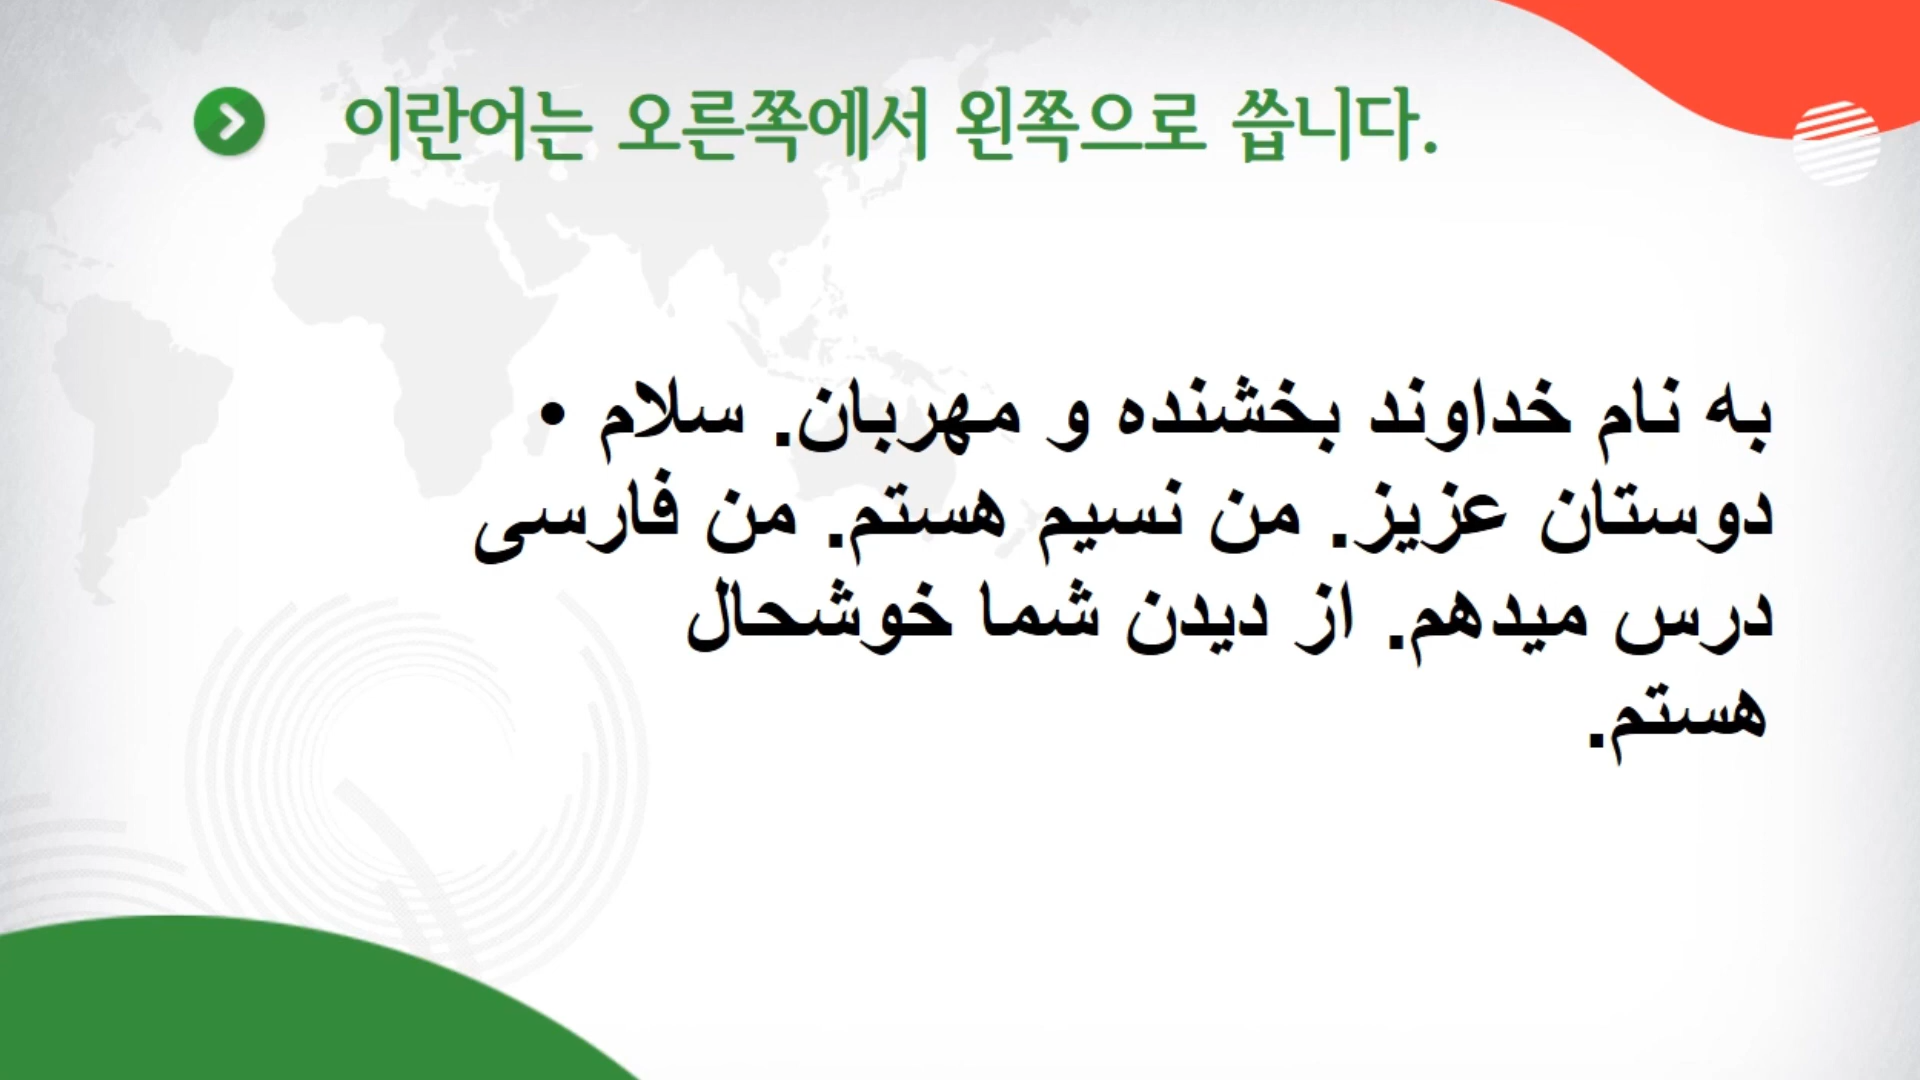 이란어는 오른쪽에서 왼쪽으로 씁니다.
به نام خداوند بخشنده و مهربان. سلام •
دوستان عزیز. من نسیم هستم. من فارسی
درس میدهم. از دیدن شما خوشحال
هستم.